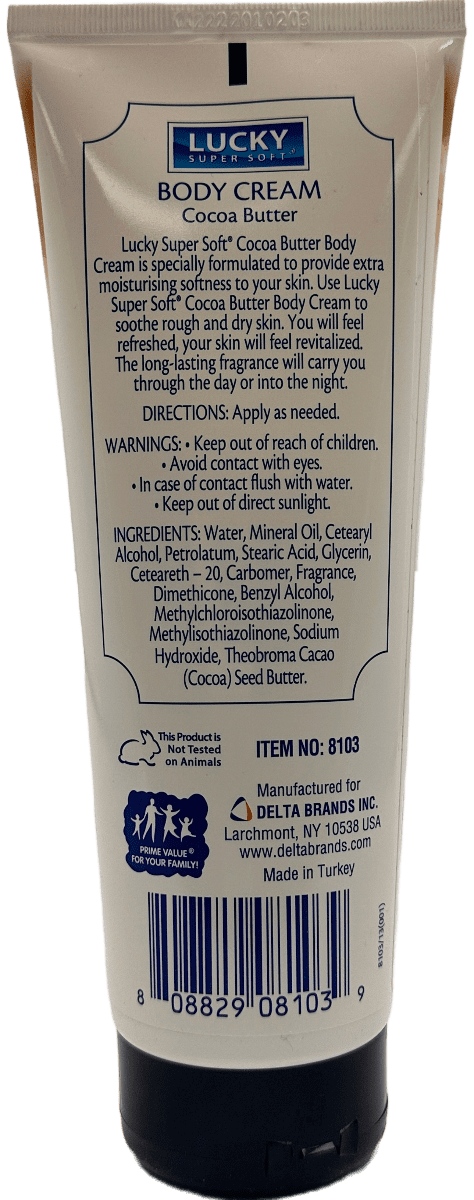 LUCKY
SUPER SOFT
BODY CREAM
Cocoa Butter
Lucky Super Soft® Cocoa Butter Body
Cream is specially formulated to provide extra
moisturising softness to your skin. Use Lucky
Super Soft® Cocoa Butter Body Cream to
soothe rough and dry skin. You will feel
refreshed, your skin will feel revitalized.
The long-lasting fragrance will carry you
through the day or into the night.
DIRECTIONS: Apply as needed.
WARNINGS: • Keep out of reach of children.
• Avoid contact with eyes.
• In case of contact flush with water.
• Keep out of direct sunlight.
INGREDIENTS: Water, Mineral Oil, Cetearyl
Alcohol, Petrolatum, Stearic Acid, Glycerin,
Ceteareth – 20, Carbomer, Fragrance,
Dimethicone, Benzyl Alcohol,
Methylchloroisothiazolinone,
Methylisothiazolinone, Sodium
Hydroxide, Theobroma Cacao
(Cocoa) Seed Butter.
This Product is
Not Tested
on Animals
ITEM NO: 8103
PRIME VALUE®
FOR YOUR FAMILY!
Manufactured for
DELTA BRANDS INC.
Larchmont, NY 10538 USA
www.deltabrands.com
Made in Turkey
8103/13(001)
8 08829 08103 9